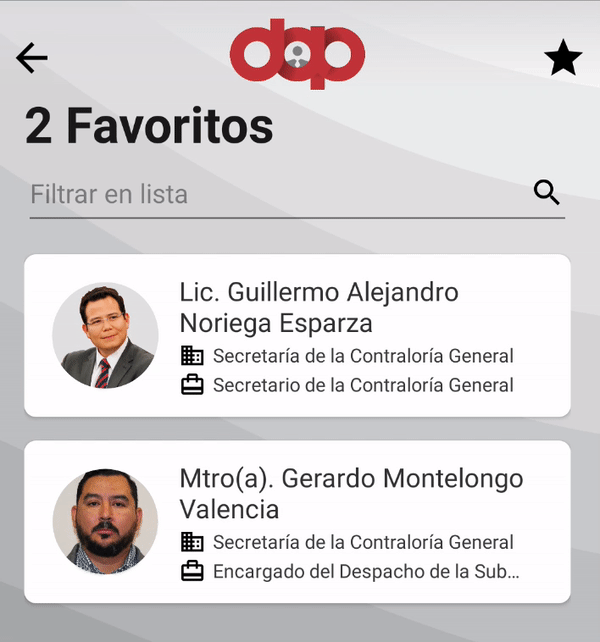 dap
2 Favoritos
Filtrar en lista
Lic. Guillermo Alejandro
Noriega Esparza
Secretaría de la Contraloría General
Secretario de la Contraloría General
Mtro(a). Gerardo Montelongo
Valencia
Secretaría de la Contraloría General
Encargado del Despacho de la Sub...